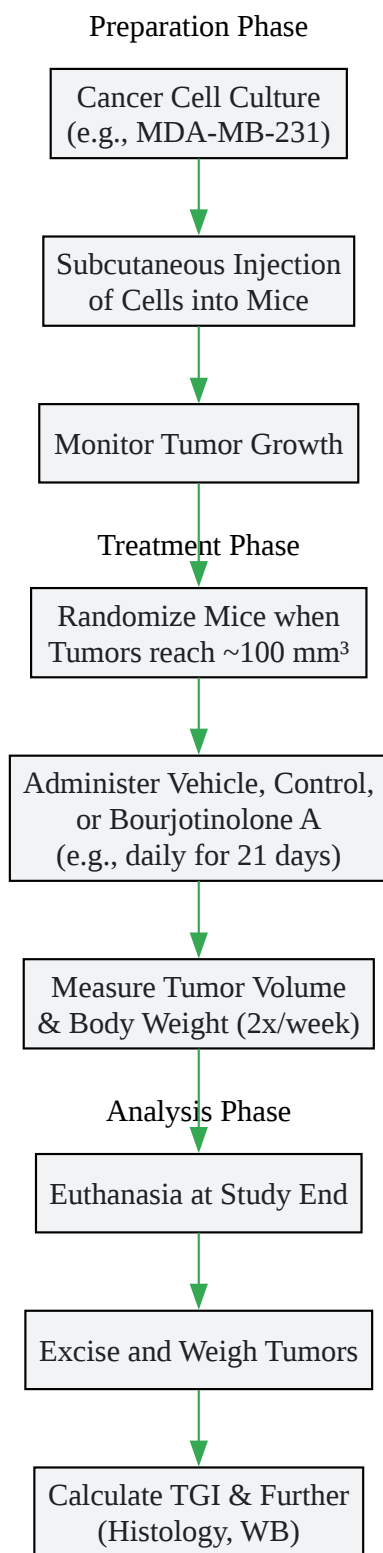 Preparation Phase
Cancer Cell Culture
(e.g., MDA-MB-231)
Subcutaneous Injection
of Cells into Mice
Monitor Tumor Growth
Treatment Phase
Randomize Mice when
Tumors reach ~100 mm³
Administer Vehicle, Control,
or Bourjotinolone A
(e.g., daily for 21 days)
Measure Tumor Volume
& Body Weight (2x/week)
Analysis Phase
Euthanasia at Study End
Excise and Weigh Tumors
Calculate TGI & Further
(Histology, WB)